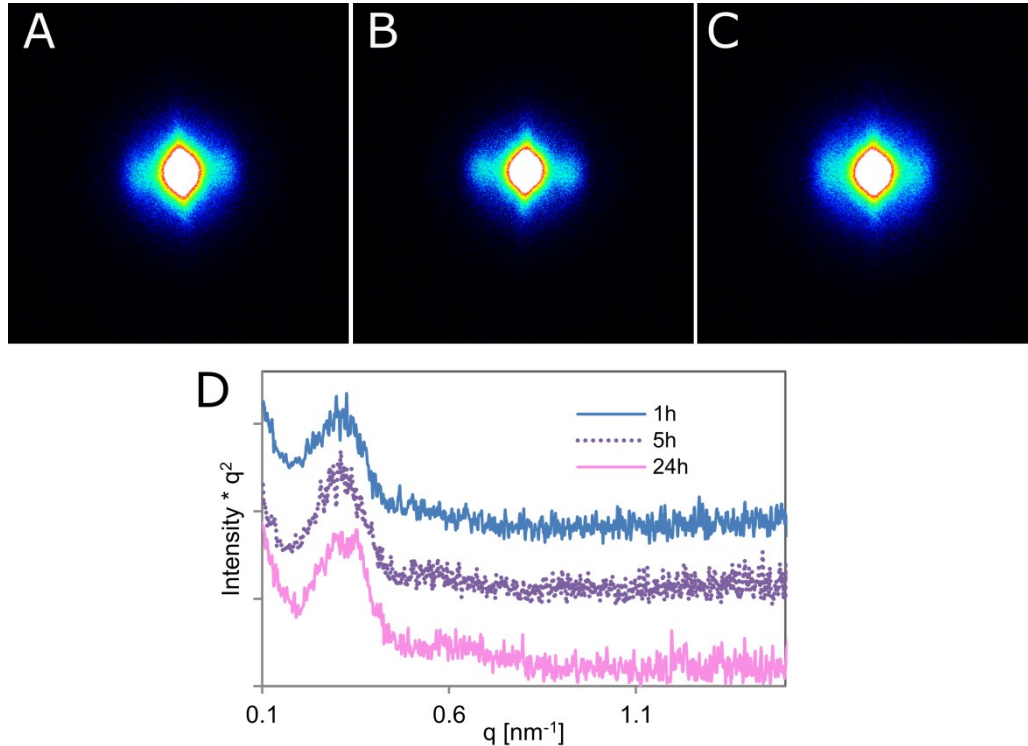 A B C
D
1h
5h
24h
Intensity * q²
0.1 0.6 1.1
q [nm⁻¹]